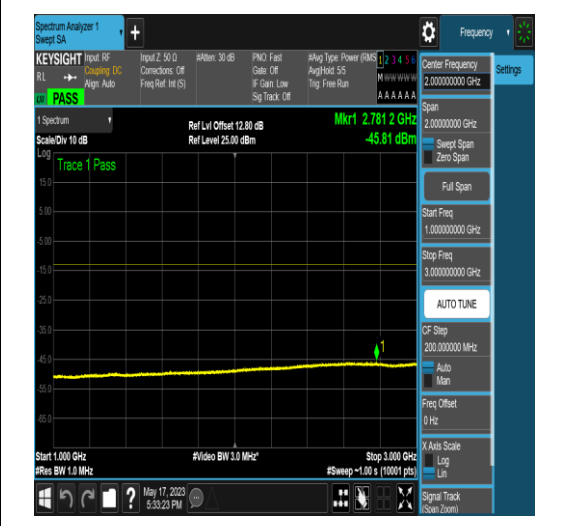 Spectrum Analyzer 1
Swept SA
+
Frequency
KEYSIGHT
RL
Input: RF
Coupling: DC
Align: Auto
Input Z: 50 Ω
Corrections: Off
Freq Ref: Int (S)
#Atten: 30 dB
PNO: Fast
Gate: Off
IF Gain: Low
Sig Track: Off
#Avg Type: Power (RMS
Avg|Hold: 5/5
Trig: Free Run
1 2 3 4 5 6
M W W W W W
A A A A A A
PASS
1 Spectrum
Scale/Div 10 dB
Ref Lvl Offset 12.80 dB
Ref Level 25.00 dBm
Mkr1 2.781 2 GHz
-45.81 dBm
Log
Trace 1 Pass
15.0
5.00
-5.00
-15.0
-25.0
-35.0
-45.0
-55.0
-65.0
1
Start 1.000 GHz
#Res BW 1.0 MHz
#Video BW 3.0 MHz*
Stop 3.000 GHz
#Sweep ~1.00 s (10001 pts)
Center Frequency
2.000000000 GHz
Settings
Span
2.00000000 GHz
Swept Span
Zero Span
Full Span
Start Freq
1.000000000 GHz
Stop Freq
3.000000000 GHz
AUTO TUNE
CF Step
200.000000 MHz
Auto
Man
Freq Offset
0 Hz
X Axis Scale
Log
Lin
Signal Track
(Span Zoom)
?
May 17, 2023
5:33:23 PM